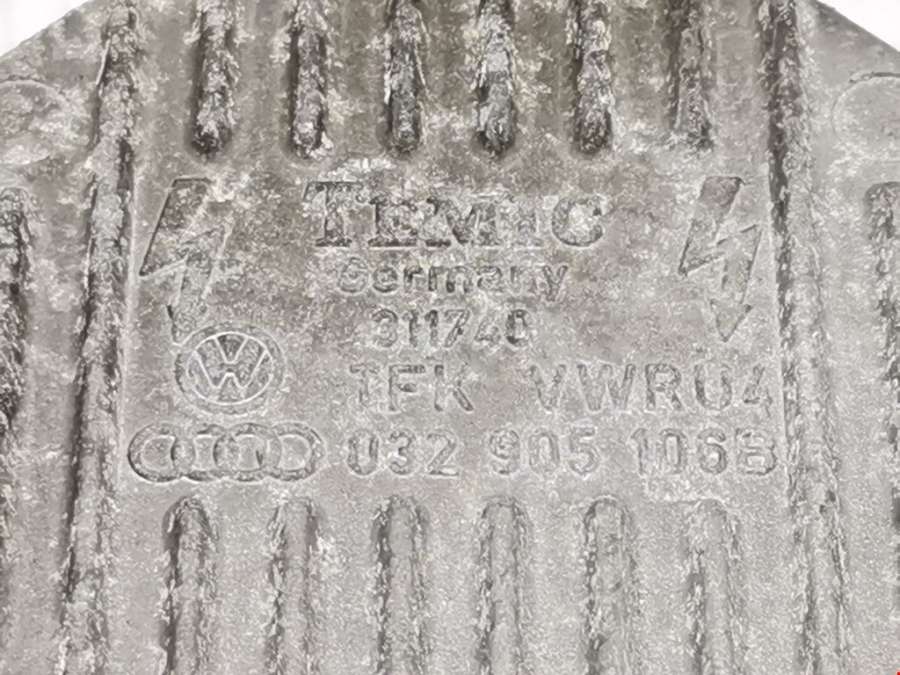 TEMIC
Germany
311740
TFK VWR04
032 905 106B